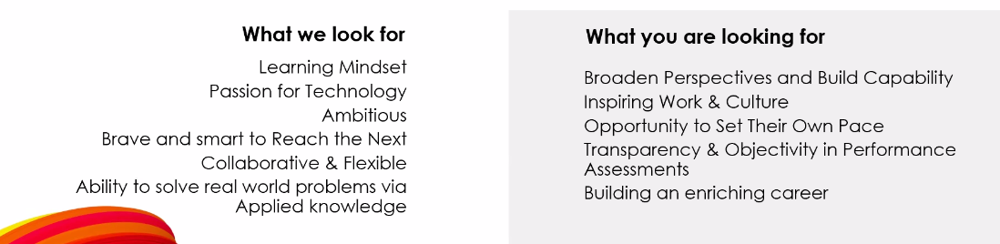 What we look for
Learning Mindset
Passion for Technology
Ambitious
Brave and smart to Reach the Next
Collaborative & Flexible
Ability to solve real world problems via
Applied knowledge
What you are looking for
Broaden Perspectives and Build Capability
Inspiring Work & Culture
Opportunity to Set Their Own Pace
Transparency & Objectivity in Performance
Assessments
Building an enriching career